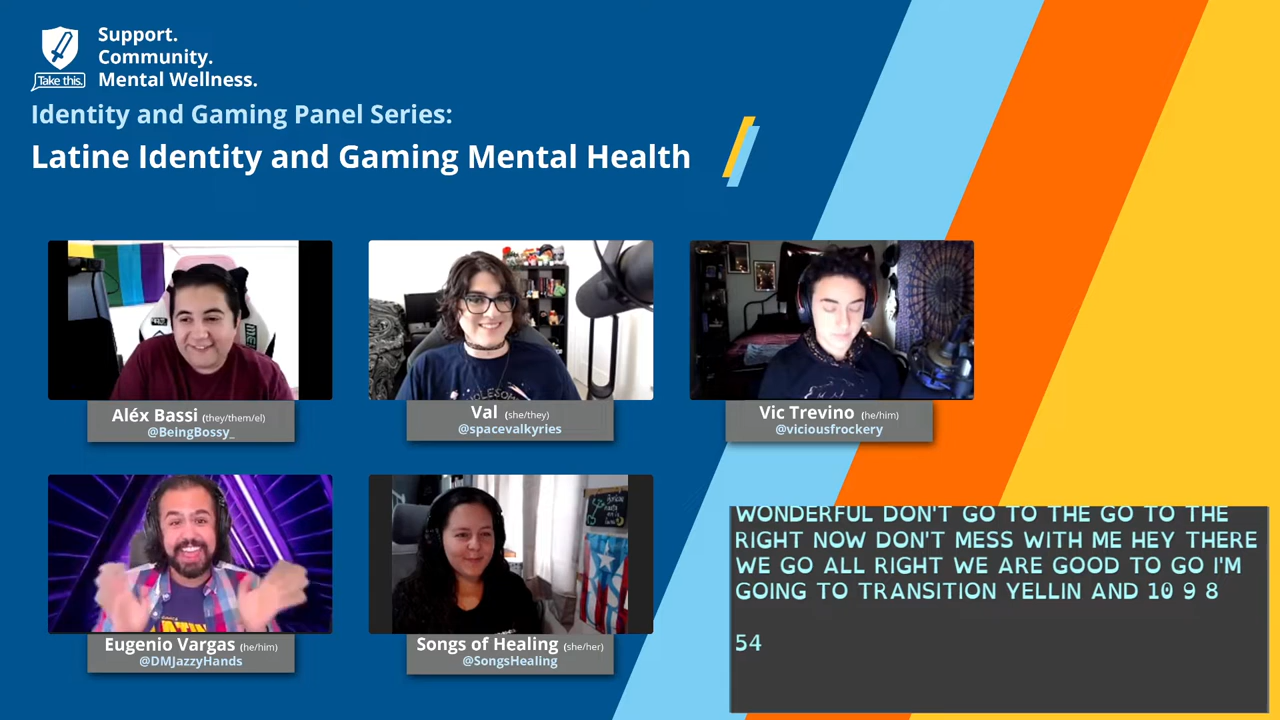 Support.
Community.
Mental Wellness.
Take this.
Identity and Gaming Panel Series:
Latine Identity and Gaming Mental Health
Aléx Bassi (they/them/el)
@BeingBossy_
Val (she/they)
@spacevalkyries
Vic Trevino (he/him)
@viciousfrockery
Eugenio Vargas (he/him)
@DMJazzyHands
Songs of Healing (she/her)
@SongsHealing
WONDERFUL DON'T GO TO THE GO TO THE
RIGHT NOW DON'T MESS WITH ME HEY THERE
WE GO ALL RIGHT WE ARE GOOD TO GO I'M
GOING TO TRANSITION YELLIN AND 10 9 8
54